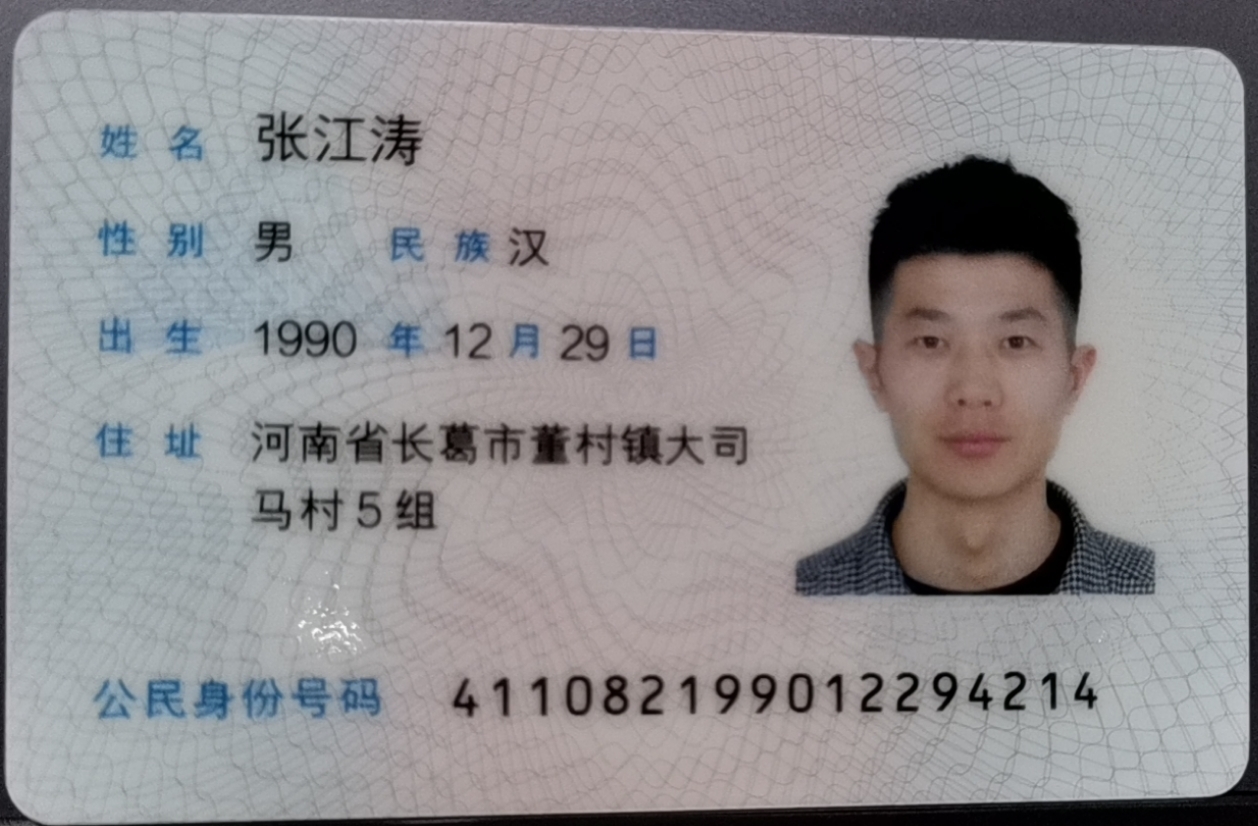 姓名 张江涛
性别 男 民族 汉
出生 1990 年 12 月 29 日
住址 河南省长葛市董村镇大司
马村5组
公民身份号码 411082199012294214